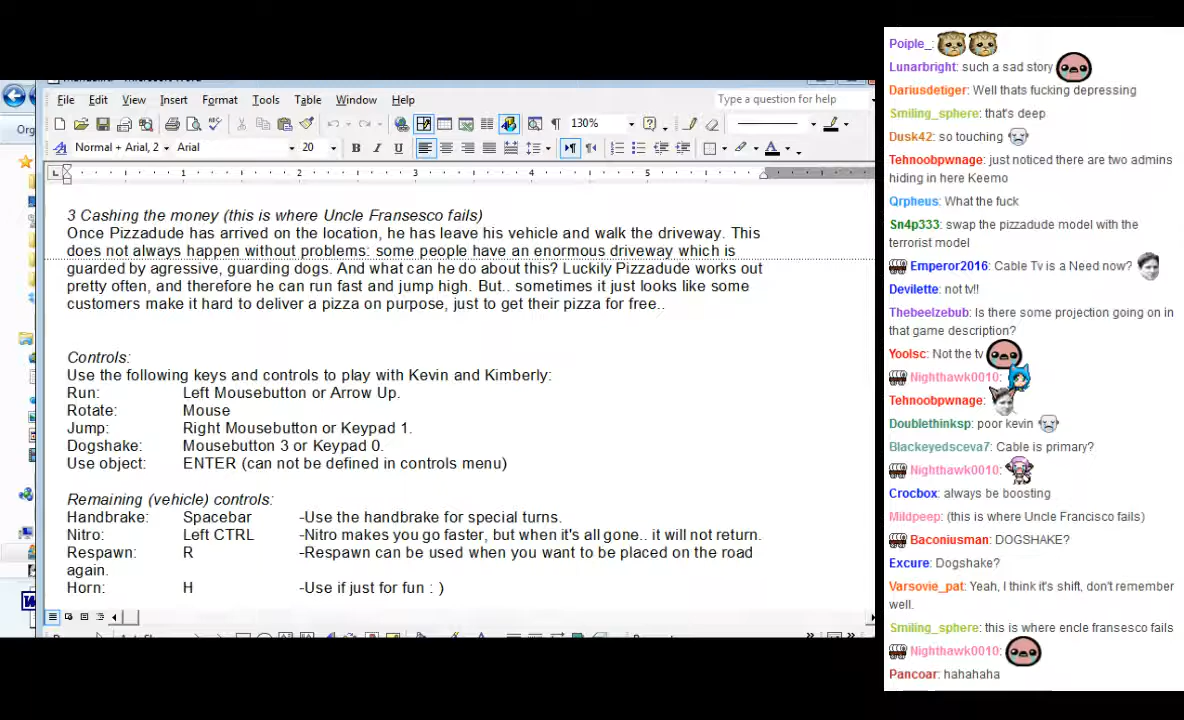 File Edit View Insert Format Tools Table Window Help Type a question for help
130%
Normal + Arial, 2 Arial 20 B I U
1 2 3 4 5
3 Cashing the money (this is where Uncle Fransesco fails)
Once Pizzadude has arrived on the location, he has leave his vehicle and walk the driveway. This
does not always happen without problems: some people have an enormous driveway which is
guarded by agressive, guarding dogs. And what can he do about this? Luckily Pizzadude works out
pretty often, and therefore he can run fast and jump high. But.. sometimes it just looks like some
customers make it hard to deliver a pizza on purpose, just to get their pizza for free..
Controls:
Use the following keys and controls to play with Kevin and Kimberly:
Run: Left Mousebutton or Arrow Up.
Rotate: Mouse
Jump: Right Mousebutton or Keypad 1.
Dogshake: Mousebutton 3 or Keypad 0.
Use object: ENTER (can not be defined in controls menu)
Remaining (vehicle) controls:
Handbrake: Spacebar -Use the handbrake for special turns.
Nitro: Left CTRL -Nitro makes you go faster, but when it's all gone.. it will not return.
Respawn: R -Respawn can be used when you want to be placed on the road
again.
Horn: H -Use if just for fun : )
Org
Poiple_:
Lunarbright: such a sad story
Dariusdetiger: Well thats fucking depressing
Smiling_sphere: that's deep
Dusk42: so touching
Tehnoobpwnage: just noticed there are two admins
hiding in here Keemo
Qrpheus: What the fuck
Sn4p333: swap the pizzadude model with the
terrorist model
Emperor2016: Cable Tv is a Need now?
Devilette: not tv!!
Thebeelzebub: Is there some projection going on in
that game description?
Yoolsc: Not the tv
Nighthawk0010:
Tehnoobpwnage:
Doublethinksp: poor kevin
Blackeyedsceva7: Cable is primary?
Nighthawk0010:
Crocbox: always be boosting
Mildpeep: (this is where Uncle Francisco fails)
Baconiusman: DOGSHAKE?
Excure: Dogshake?
Varsovie_pat: Yeah, I think it's shift, don't remember
well.
Smiling_sphere: this is where encle fransesco fails
Nighthawk0010:
Pancoar: hahahaha